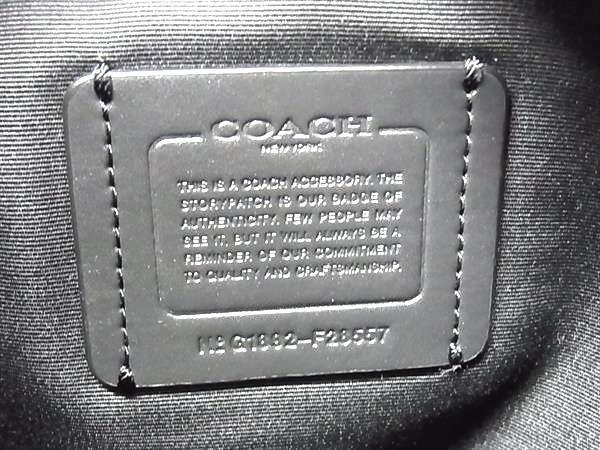 COACH
NEW YORK
THIS IS A COACH ACCESSORY. THE
STORYPATCH IS OUR BADGE OF
AUTHENTICITY. FEW PEOPLE MAY
SEE IT, BUT IT WILL ALWAYS BE A
REMINDER OF OUR COMMITMENT
TO QUALITY AND CRAFTSMANSHIP.
Nº G1882-F28557